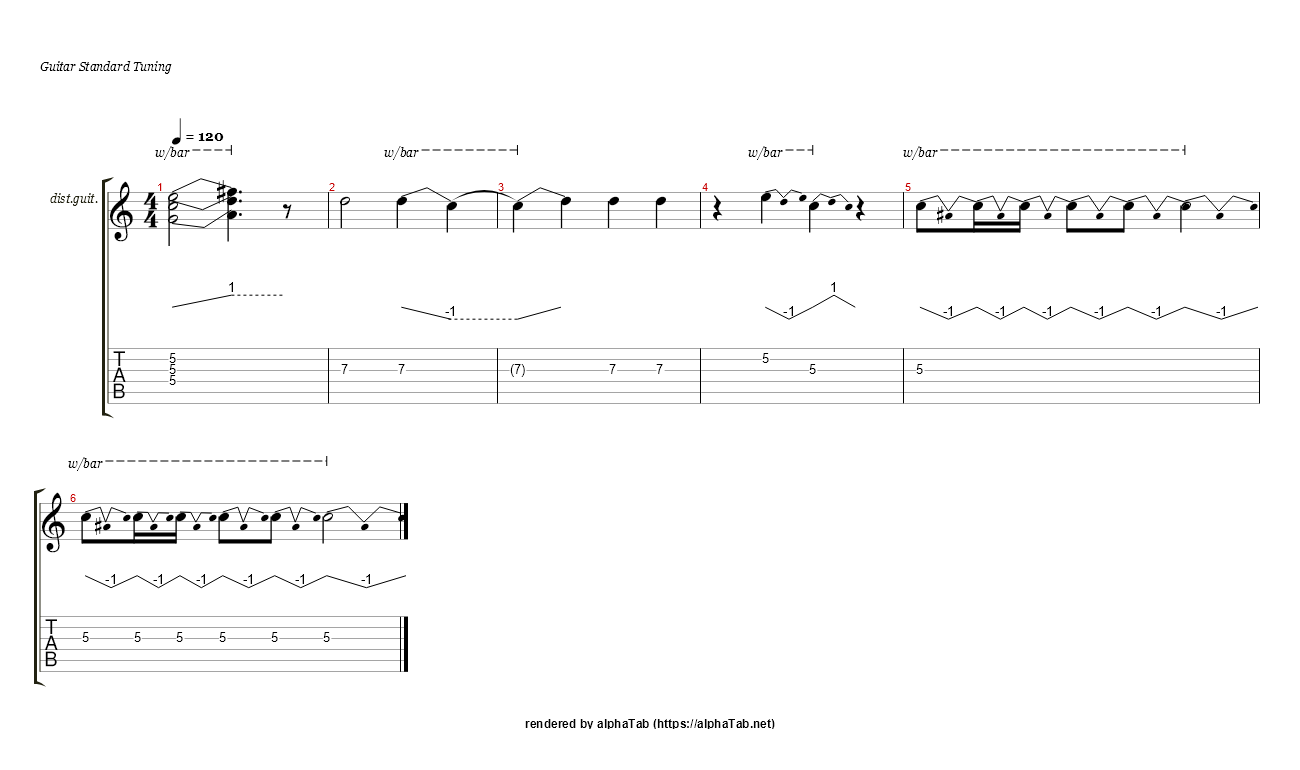 Guitar Standard Tuning
= 120
w/bar w/bar w/bar w/bar
dist.guit. 1 2 3 4 5
4
4
1 -1 -1 1 -1 -1 -1 -1 -1 -1
T 5 5
A 5 7 7 (7) 7 7 5 5
B 5
w/bar
6
-1 -1 -1 -1 -1 -1
T
A 5 5 5 5 5 5
B
rendered by alphaTab (https://alphaTab.net)